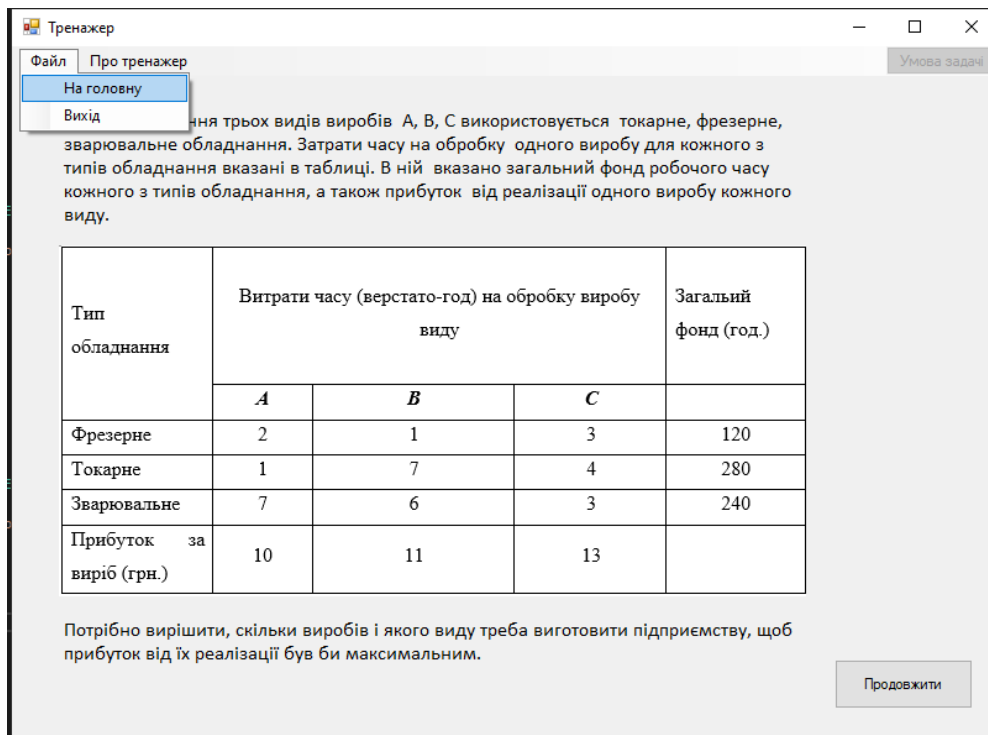 Тренажер
Файл Про тренажер Умова задачі
На головну
Вихід
ння трьох видів виробів А, В, С використовується токарне, фрезерне,
зварювальне обладнання. Затрати часу на обробку одного виробу для кожного з
типів обладнання вказані в таблиці. В ній вказано загальний фонд робочого часу
кожного з типів обладнання, а також прибуток від реалізації одного виробу кожного
виду.
Тип
обладнання
Витрати часу (верстато-год) на обробку виробу
виду
Загальий
фонд (год.)
A B C
Фрезерне 2 1 3 120
Токарне 1 7 4 280
Зварювальне 7 6 3 240
Прибуток за
виріб (грн.) 10 11 13
Потрібно вирішити, скільки виробів і якого виду треба виготовити підприємству, щоб
прибуток від їх реалізації був би максимальним.
Продовжити